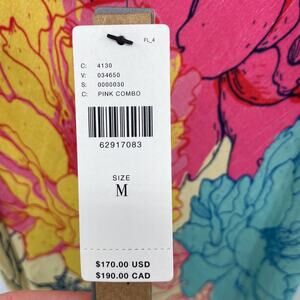 FL_4
C: 4130
V: 034650
S: 0000030
C: PINK COMBO
62917083
SIZE
M
$170.00 USD
$190.00 CAD